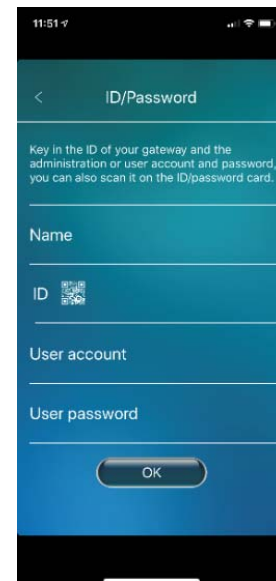 11:51
ID/Password
Key in the ID of your gateway and the
administration or user account and password,
you can also scan it on the ID/password card.
Name
ID
User account
User password
OK